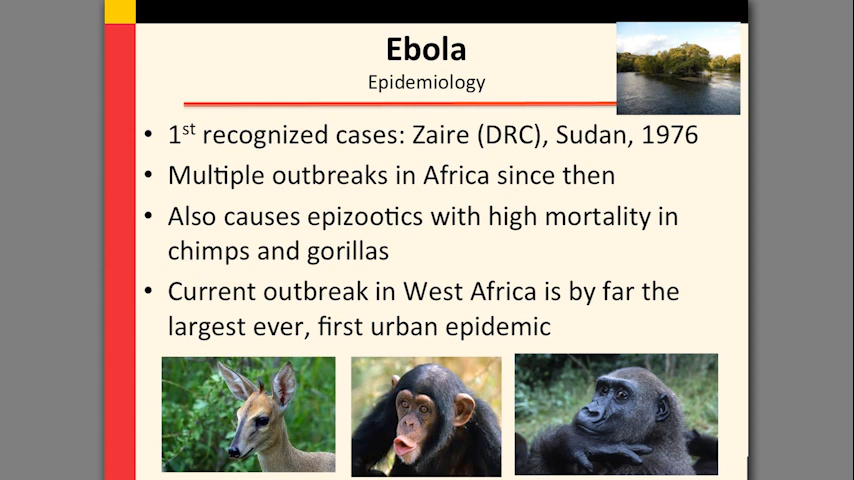 Ebola
Epidemiology
• 1st recognized cases: Zaire (DRC), Sudan, 1976
• Multiple outbreaks in Africa since then
• Also causes epizootics with high mortality in
chimps and gorillas
• Current outbreak in West Africa is by far the
largest ever, first urban epidemic